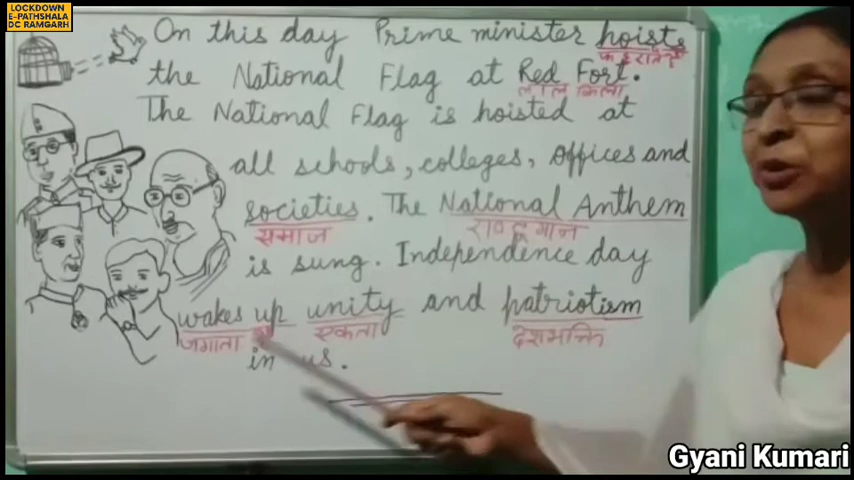 LOCKDOWN
E-PATHSHALA
DC RAMGARH
On this day Prime minister hoists
फहराते हैं
the National Flag at Red Fort.
लाल किला
The National Flag is hoisted at
all schools, colleges, offices and
societies. The National Anthem
समाज राष्ट्रगान
is sung. Independence day
wakes up unity and patriotism
जगाता एकता देशभक्ति
in us.
Gyani Kumari